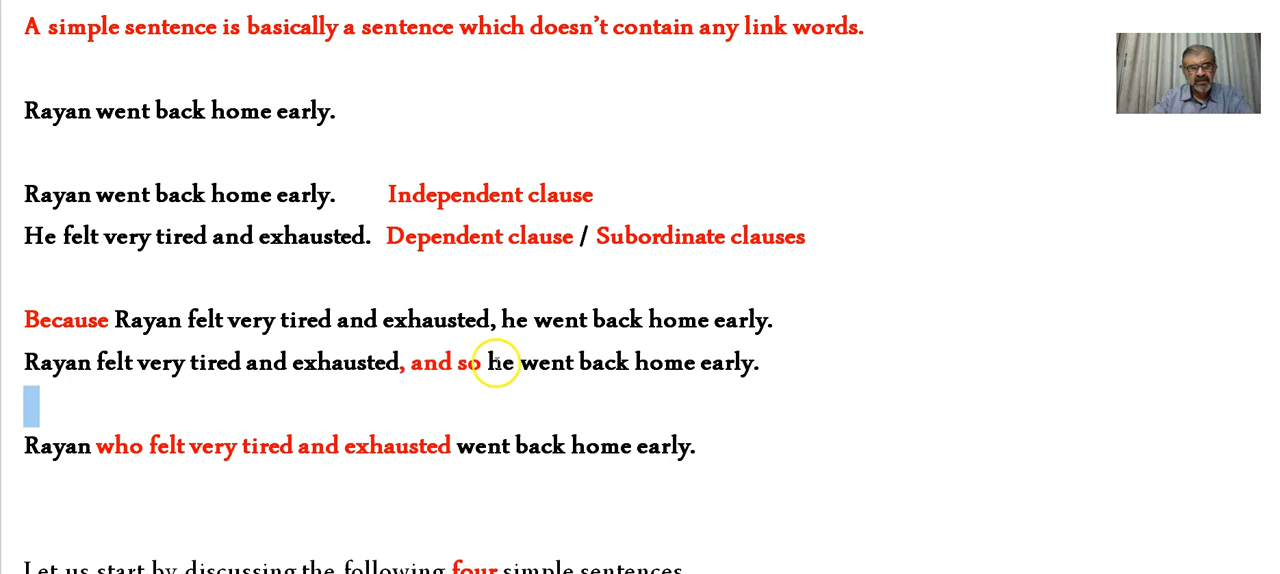 A simple sentence is basically a sentence which doesn't contain any link words.
Rayan went back home early.
Rayan went back home early. Independent clause
He felt very tired and exhausted. Dependent clause / Subordinate clauses
Because Rayan felt very tired and exhausted, he went back home early.
Rayan felt very tired and exhausted, and so he went back home early.
Rayan who felt very tired and exhausted went back home early.
Let us start by discussing the following four simple sentences